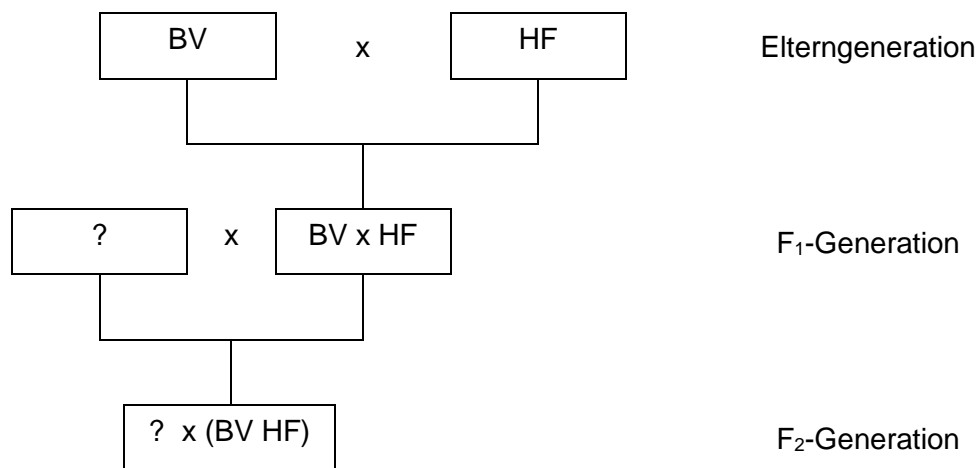 BV x HF Elterngeneration
? x BV x HF F₁-Generation
? x (BV HF) F₂-Generation